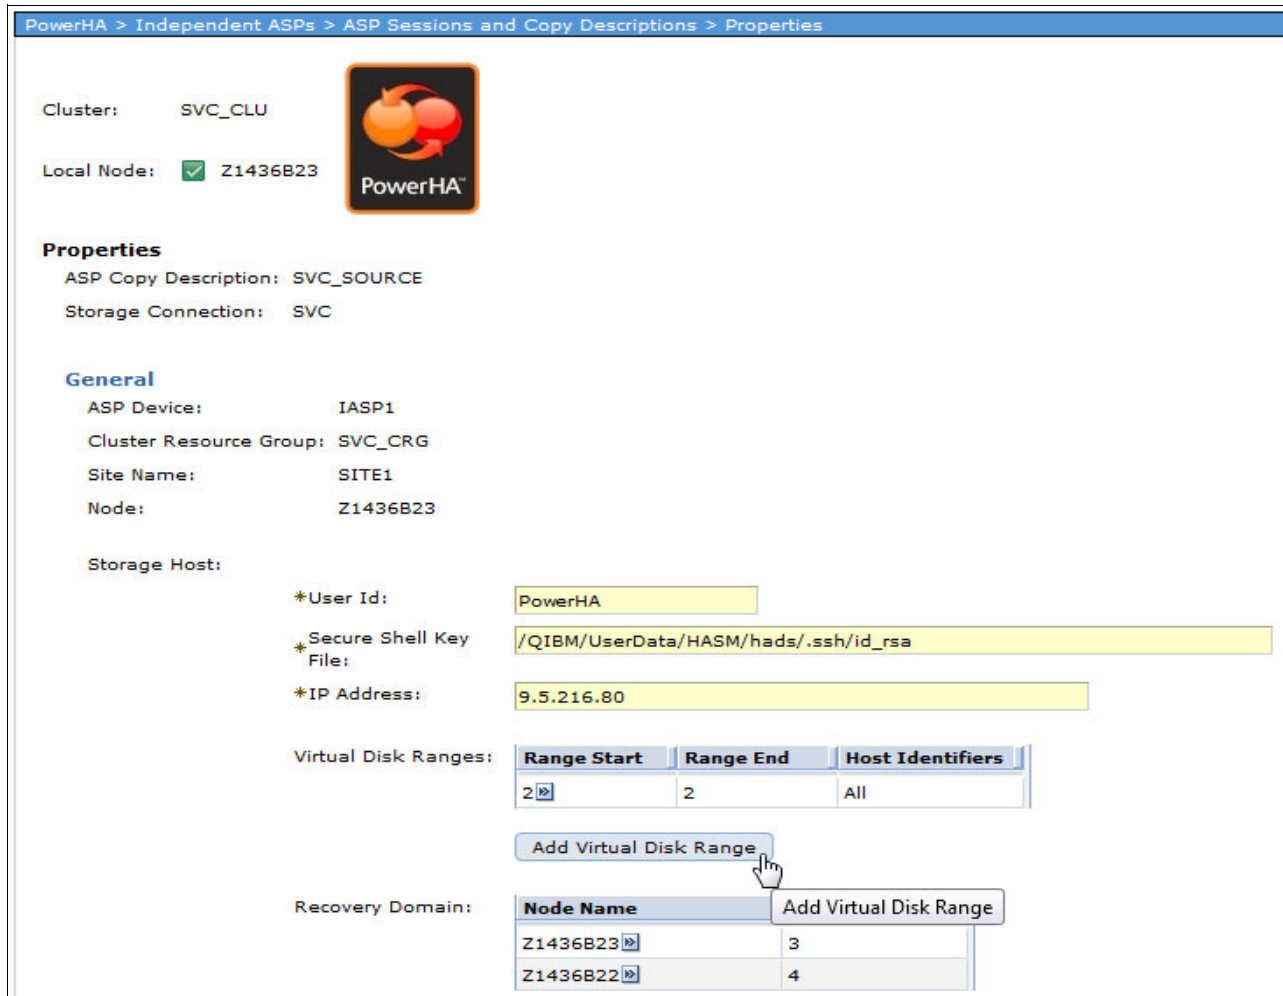 PowerHA > Independent ASPs > ASP Sessions and Copy Descriptions > Properties
Cluster: SVC_CLU
Local Node: Z1436B23
PowerHA™
Properties
ASP Copy Description: SVC_SOURCE
Storage Connection: SVC
General
ASP Device: IASP1
Cluster Resource Group: SVC_CRG
Site Name: SITE1
Node: Z1436B23
Storage Host:
*User Id: PowerHA
*Secure Shell Key File: /QIBM/UserData/HASM/hads/.ssh/id_rsa
*IP Address: 9.5.216.80
Virtual Disk Ranges: Range Start Range End Host Identifiers
2 2 All
Add Virtual Disk Range
Recovery Domain: Node Name
Add Virtual Disk Range
Z1436B23 3
Z1436B22 4